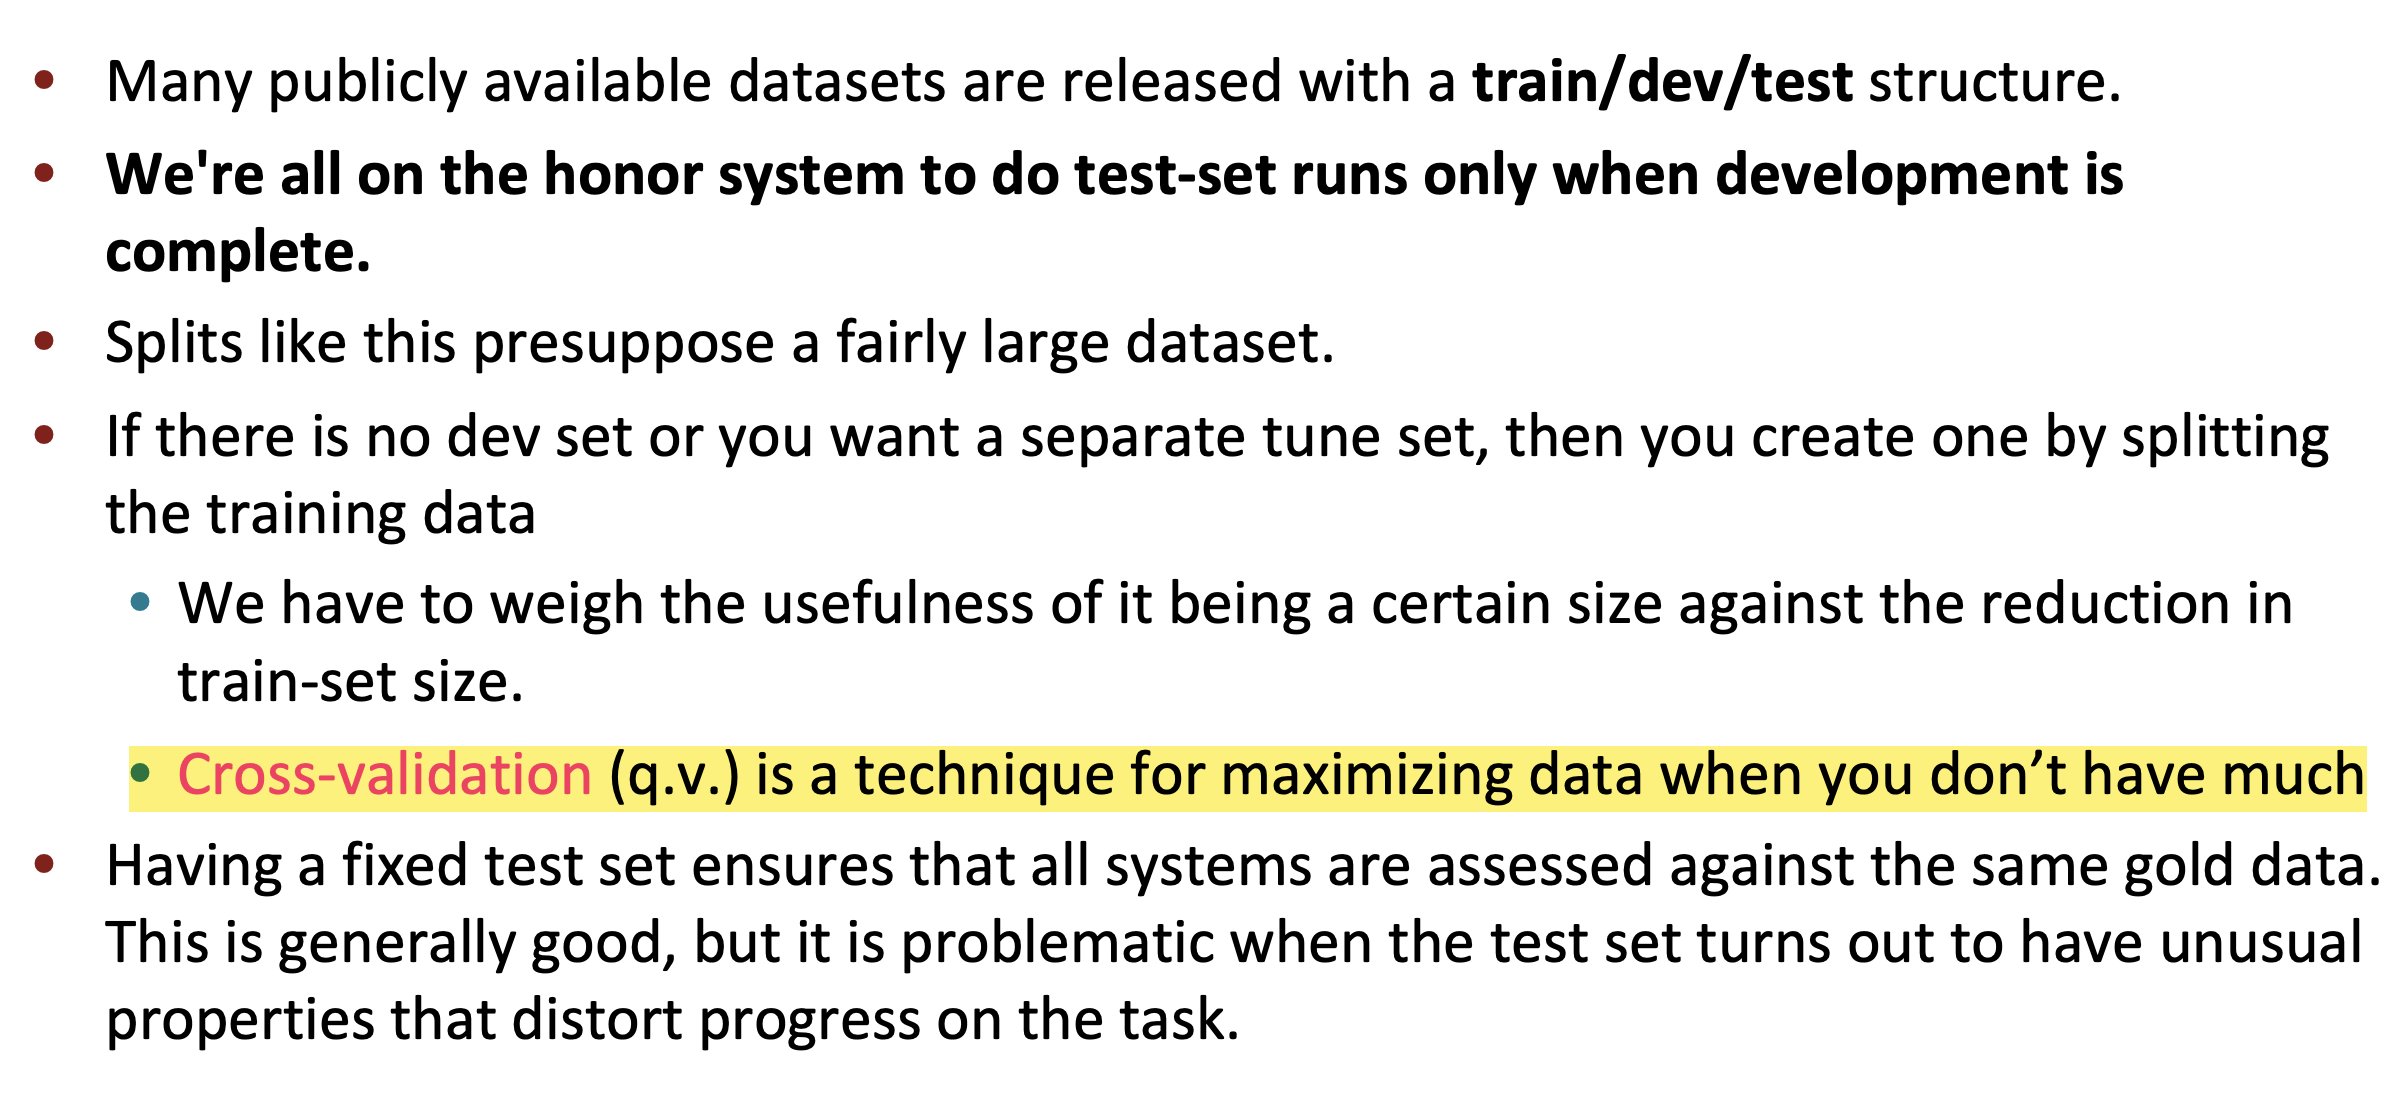 • Many publicly available datasets are released with a train/dev/test structure.
• We're all on the honor system to do test-set runs only when development is
complete.
• Splits like this presuppose a fairly large dataset.
• If there is no dev set or you want a separate tune set, then you create one by splitting
the training data
• We have to weigh the usefulness of it being a certain size against the reduction in
train-set size.
• Cross-validation (q.v.) is a technique for maximizing data when you don’t have much
• Having a fixed test set ensures that all systems are assessed against the same gold data.
This is generally good, but it is problematic when the test set turns out to have unusual
properties that distort progress on the task.